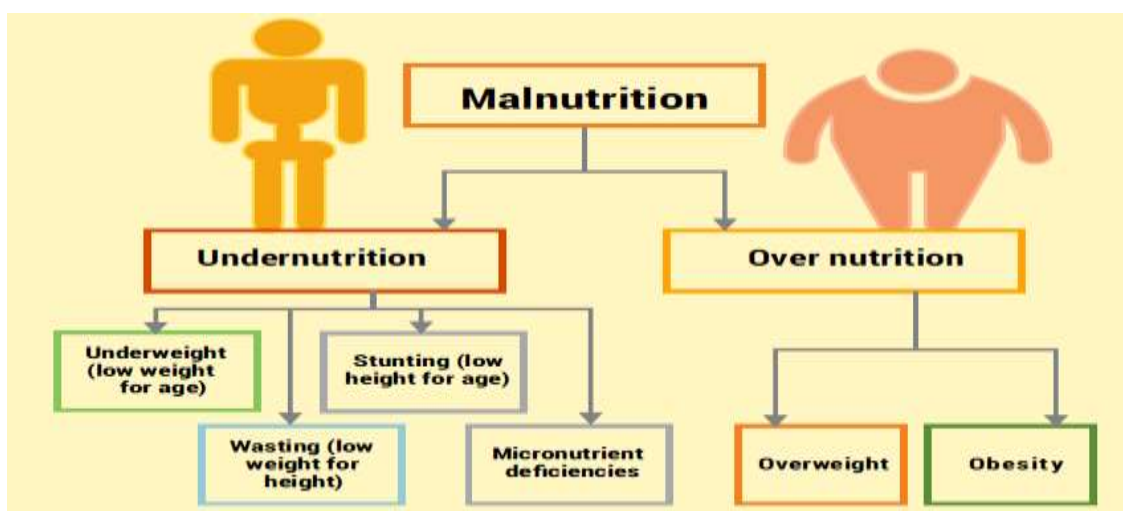 Malnutrition
Undernutrition
Over nutrition
Underweight
(low weight
for age)
Stunting (low
height for age)
Wasting (low
weight for
height)
Micronutrient
deficiencies
Overweight
Obesity